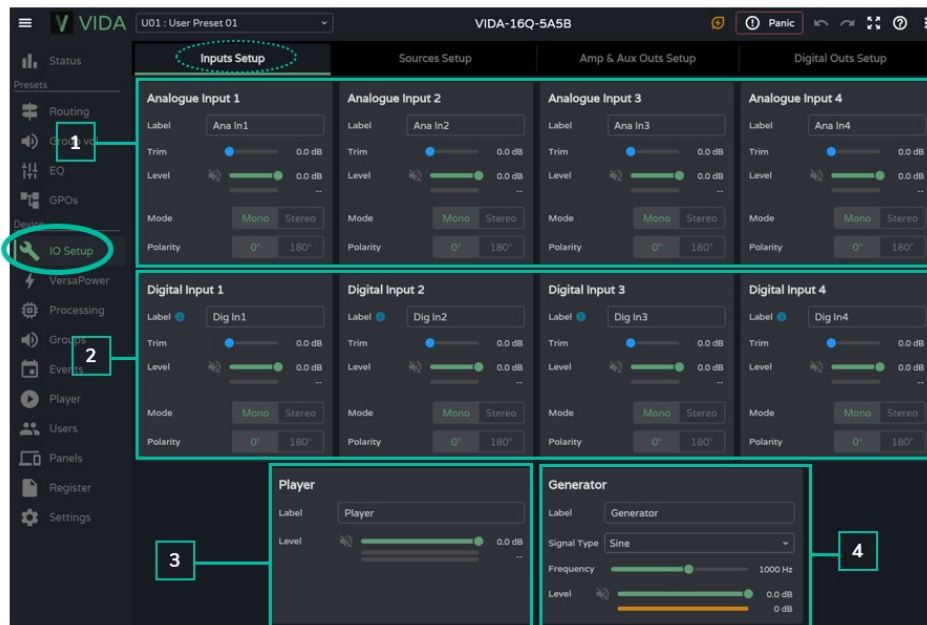 VIDA U01 : User Preset 01 VIDA-16Q-5A5B Panic
Status
Presets
Routing
Group vol
EQ
GPOs
Device
IO Setup
VersaPower
Processing
Groups
Events
Player
Users
Panels
Register
Settings
Inputs Setup Sources Setup Amp & Aux Outs Setup Digital Outs Setup
1
Analogue Input 1 Analogue Input 2 Analogue Input 3 Analogue Input 4
Label Ana In1 Label Ana In2 Label Ana In3 Label Ana In4
Trim 0.0 dB Trim 0.0 dB Trim 0.0 dB Trim 0.0 dB
Level 0.0 dB Level 0.0 dB Level 0.0 dB Level 0.0 dB
-- -- -- --
Mode Mono Stereo Mode Mono Stereo Mode Mono Stereo Mode Mono Stereo
Polarity 0° 180° Polarity 0° 180° Polarity 0° 180° Polarity 0° 180°
2
Digital Input 1 Digital Input 2 Digital Input 3 Digital Input 4
Label Dig In1 Label Dig In2 Label Dig In3 Label Dig In4
Trim 0.0 dB Trim 0.0 dB Trim 0.0 dB Trim 0.0 dB
Level 0.0 dB Level 0.0 dB Level 0.0 dB Level 0.0 dB
-- -- -- --
Mode Mono Stereo Mode Mono Stereo Mode Mono Stereo Mode Mono Stereo
Polarity 0° 180° Polarity 0° 180° Polarity 0° 180° Polarity 0° 180°
3
Player
Label Player
Level 0.0 dB
--
Generator
Label Generator
Signal Type Sine
Frequency 1000 Hz
Level 0.0 dB
0 dB
4